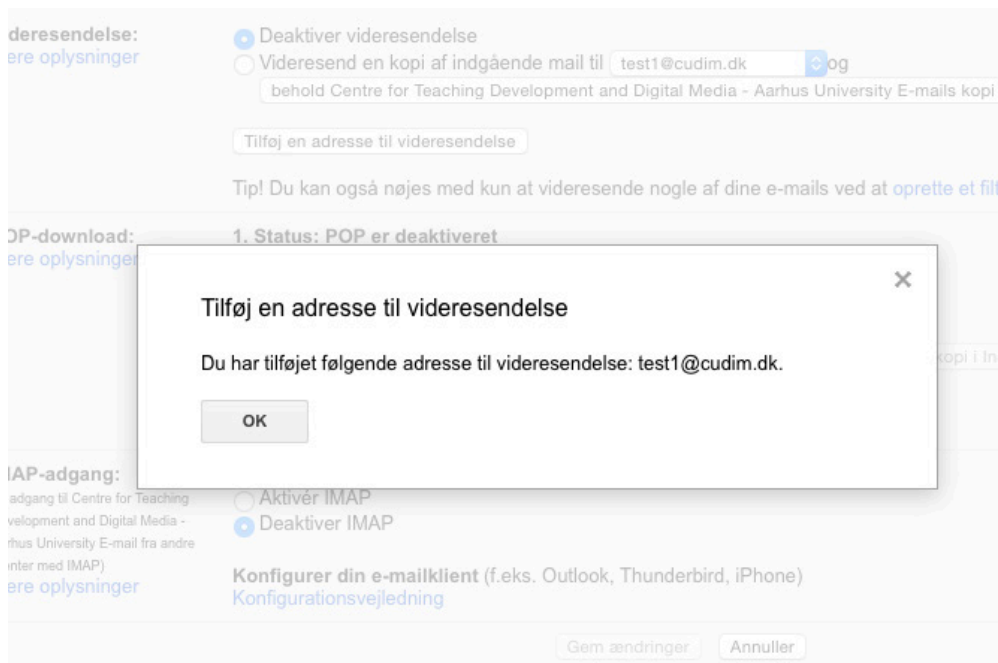 deresendelse:
ere oplysninger
Deaktiver videresendelse
Videresend en kopi af indgående mail til test1@cudim.dk og
behold Centre for Teaching Development and Digital Media - Aarhus University E-mails kopi
Tilføj en adresse til videresendelse
Tip! Du kan også nøjes med kun at videresende nogle af dine e-mails ved at oprette et filt
OP-download:
ere oplysninger
1. Status: POP er deaktiveret
×
Tilføj en adresse til videresendelse
Du har tilføjet følgende adresse til videresendelse: test1@cudim.dk.
kopi i In
OK
IAP-adgang:
adgang til Centre for Teaching
velopment and Digital Media -
rhus University E-mail fra andre
enter med IMAP)
ere oplysninger
Aktivér IMAP
Deaktiver IMAP
Konfigurer din e-mailklient (f.eks. Outlook, Thunderbird, iPhone)
Konfigurationsvejledning
Gem ændringer Annuller